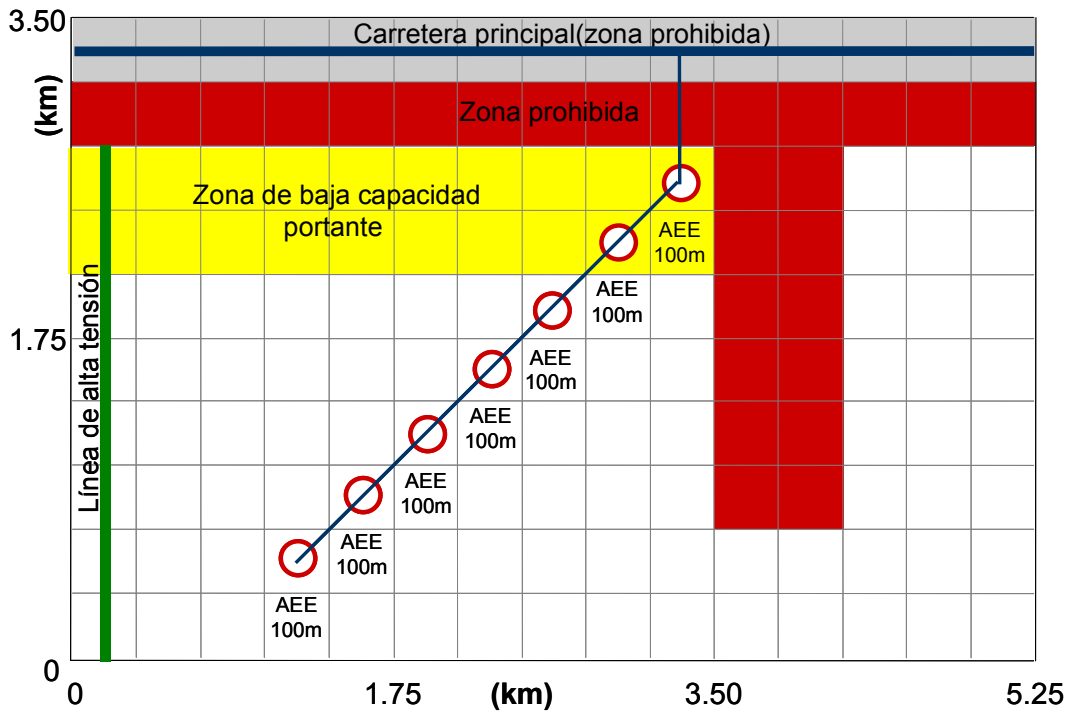 3.50
Carretera principal(zona prohibida)
(km)
Zona prohibida
Zona de baja capacidad
portante
AEE
100m
AEE
100m
Línea de alta tensión
1.75
AEE
100m
AEE
100m
AEE
100m
AEE
100m
AEE
100m
0
0
1.75
(km)
3.50
5.25